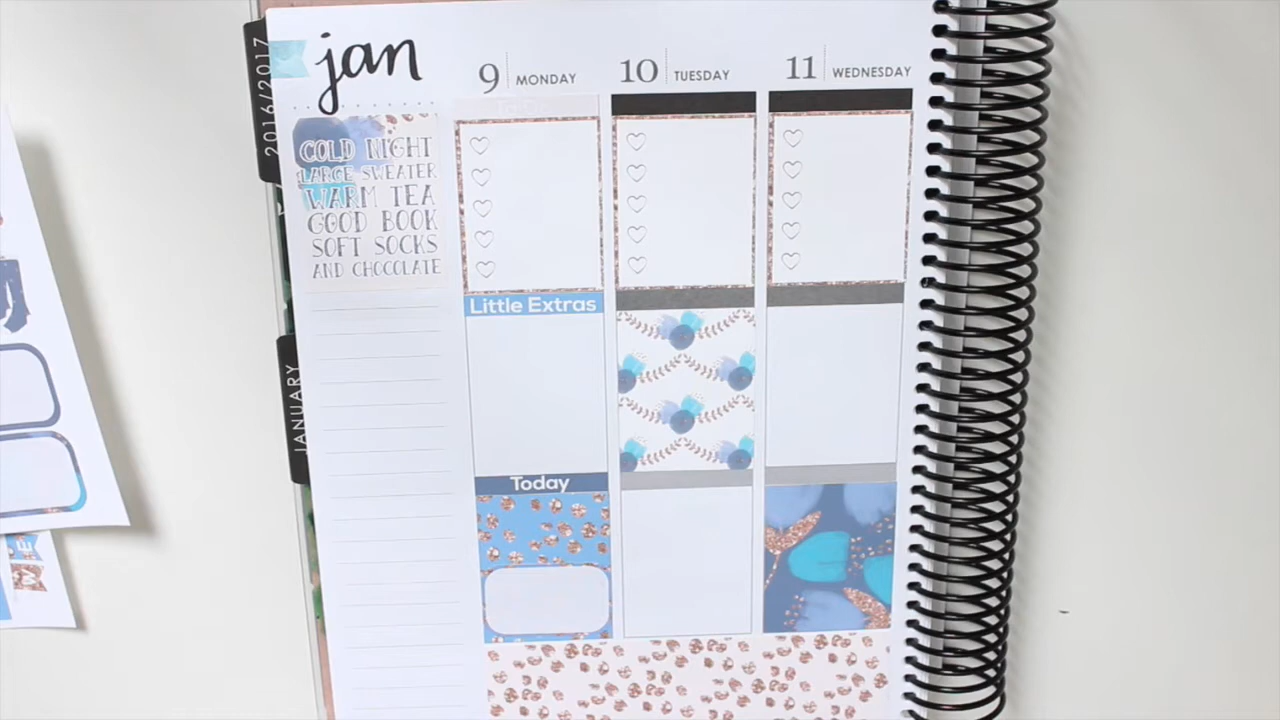 2016/2017
jan
9 MONDAY
10 TUESDAY
11 WEDNESDAY
COLD NIGHT
LARGE SWEATER
WARM TEA
GOOD BOOK
SOFT SOCKS
AND CHOCOLATE
Little Extras
JANUARY
Today